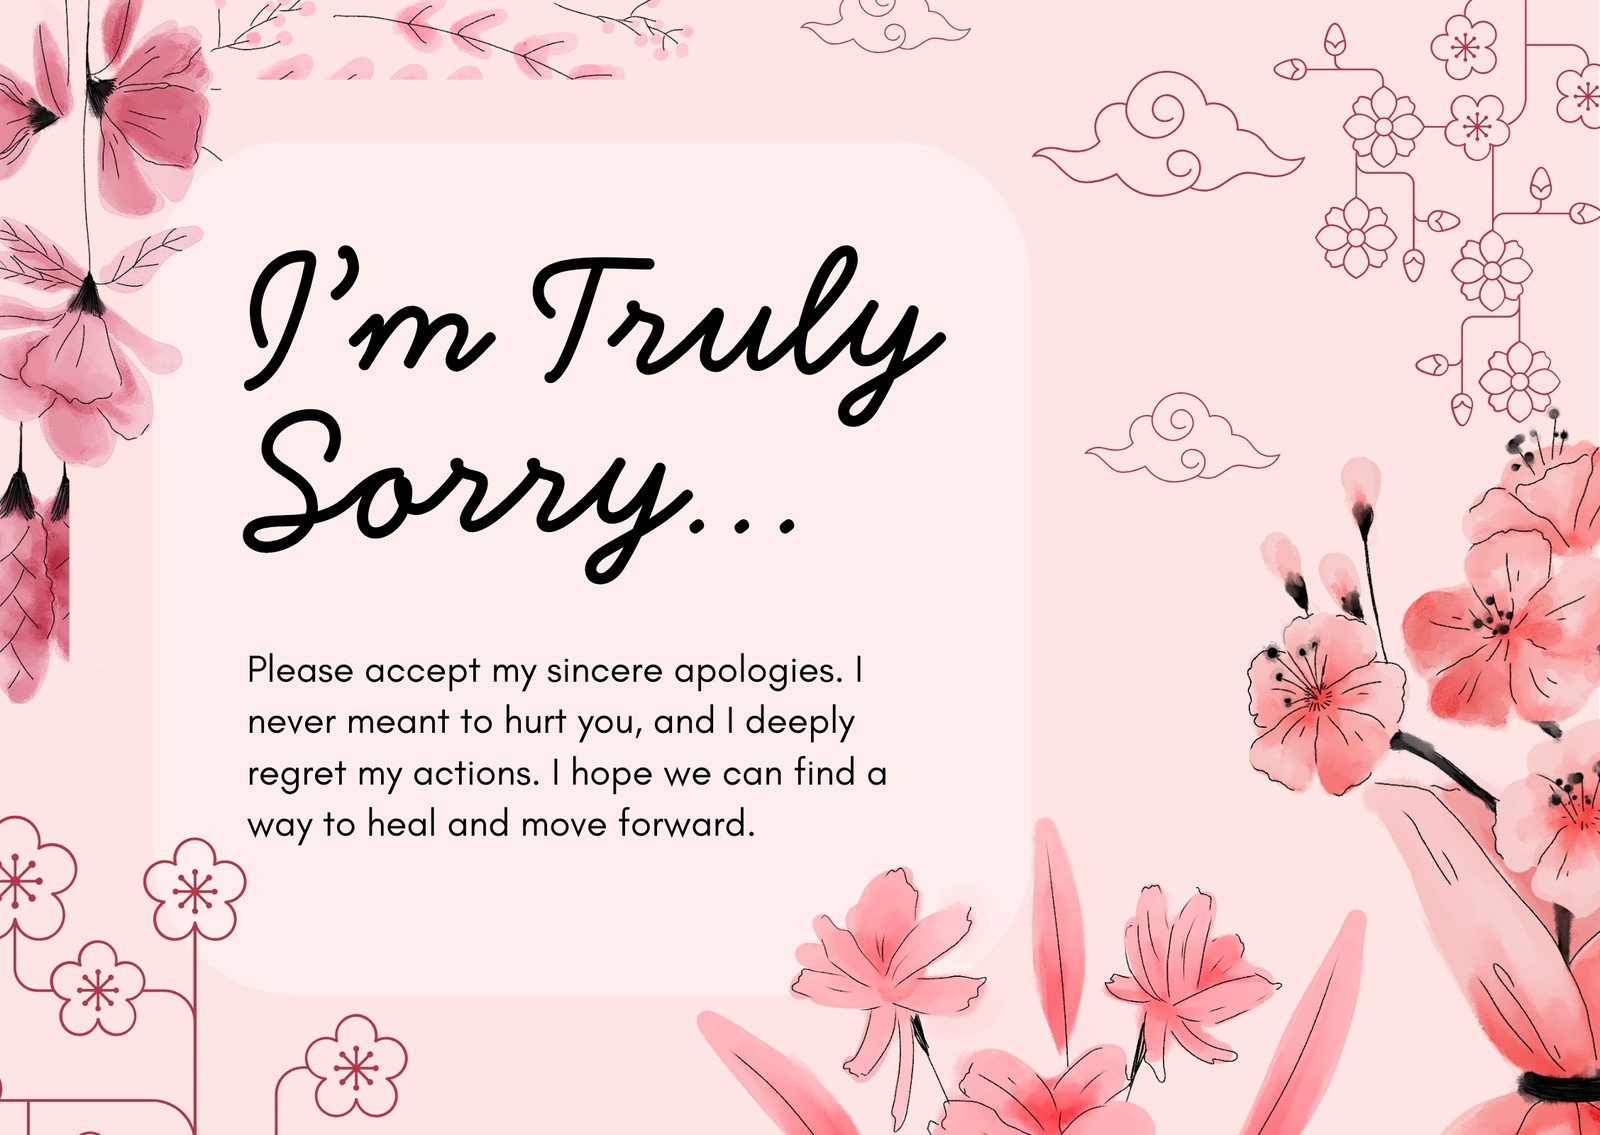 I’m Truly
Sorry...
Please accept my sincere apologies. I
never meant to hurt you, and I deeply
regret my actions. I hope we can find a
way to heal and move forward.